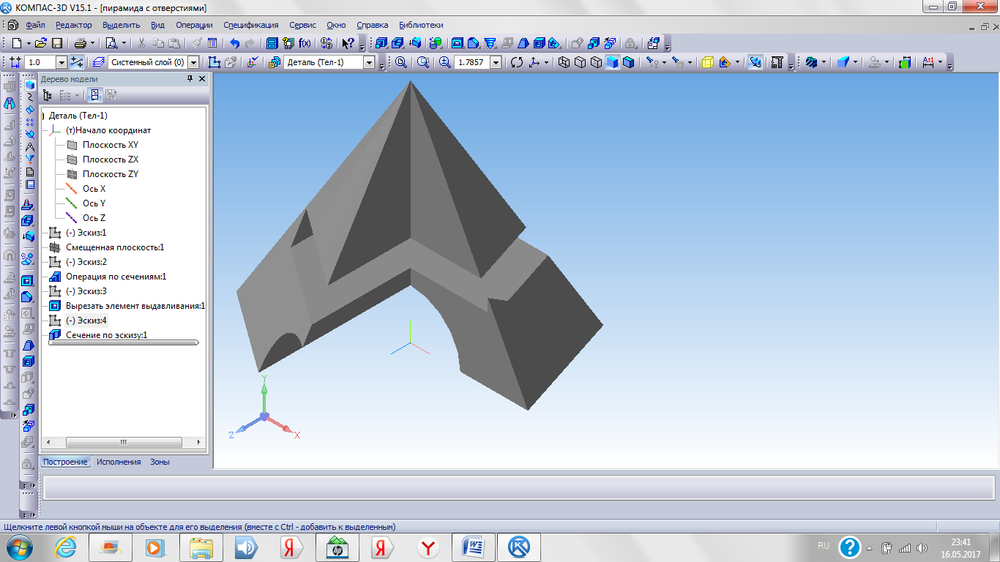 КОМПАС-3D V15.1 - [пирамида с отверстиями]
Файл Редактор Выделить Вид Операции Спецификация Сервис Окно Справка Библиотеки
1.0 Системный слой (0) Деталь (Тел-1) 1.7857
Дерево модели
Деталь (Тел-1)
(т)Начало координат
Плоскость XY
Плоскость ZX
Плоскость ZY
Ось X
Ось Y
Ось Z
(-) Эскиз:1
Смещенная плоскость:1
(-) Эскиз:2
Операция по сечениям:1
(-) Эскиз:3
Вырезать элемент выдавливания:1
(-) Эскиз:4
Сечение по эскизу:1
Y
Z
X
Построение Исполнения Зоны
Щелкните левой кнопкой мыши на объекте для его выделения (вместе с Ctrl - добавить к выделенным)
RU
23:41
16.05.2017